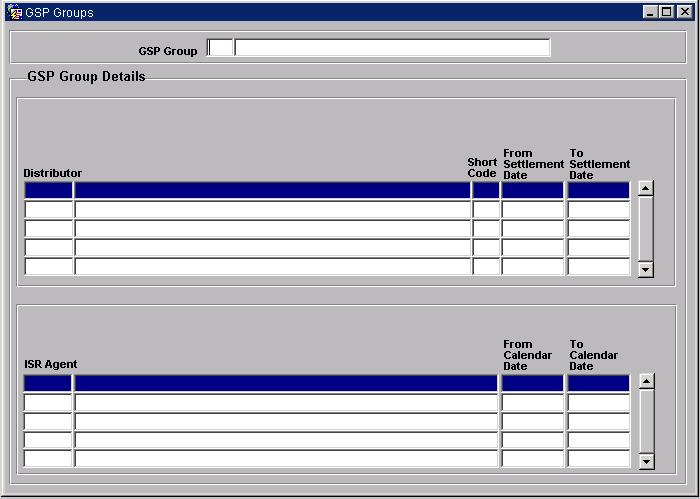 GSP Groups
GSP Group
GSP Group Details
Distributor
Short
Code
From
Settlement
Date
To
Settlement
Date
ISR Agent
From
Calendar
Date
To
Calendar
Date